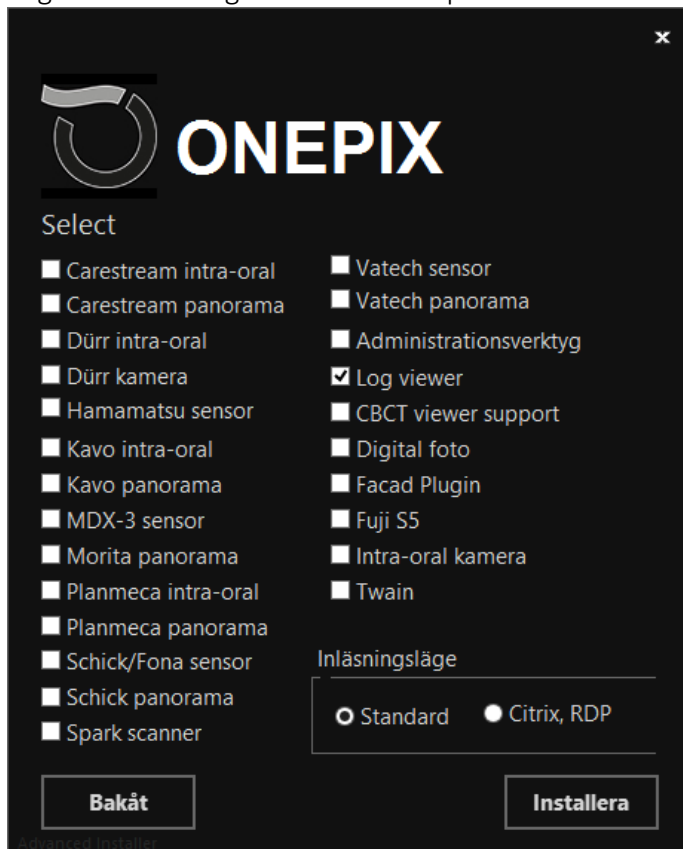 ONEPIX
Select
Carestream intra-oral
Carestream panorama
Dürr intra-oral
Dürr kamera
Hamamatsu sensor
Kavo intra-oral
Kavo panorama
MDX-3 sensor
Morita panorama
Planmeca intra-oral
Planmeca panorama
Schick/Fona sensor
Schick panorama
Spark scanner
Vatech sensor
Vatech panorama
Administrationsverktyg
Log viewer
CBCT viewer support
Digital foto
Facad Plugin
Fuji S5
Intra-oral kamera
Twain
Inläsningsläge
Standard
Citrix, RDP
Bakåt
Installera
Advanced Installer